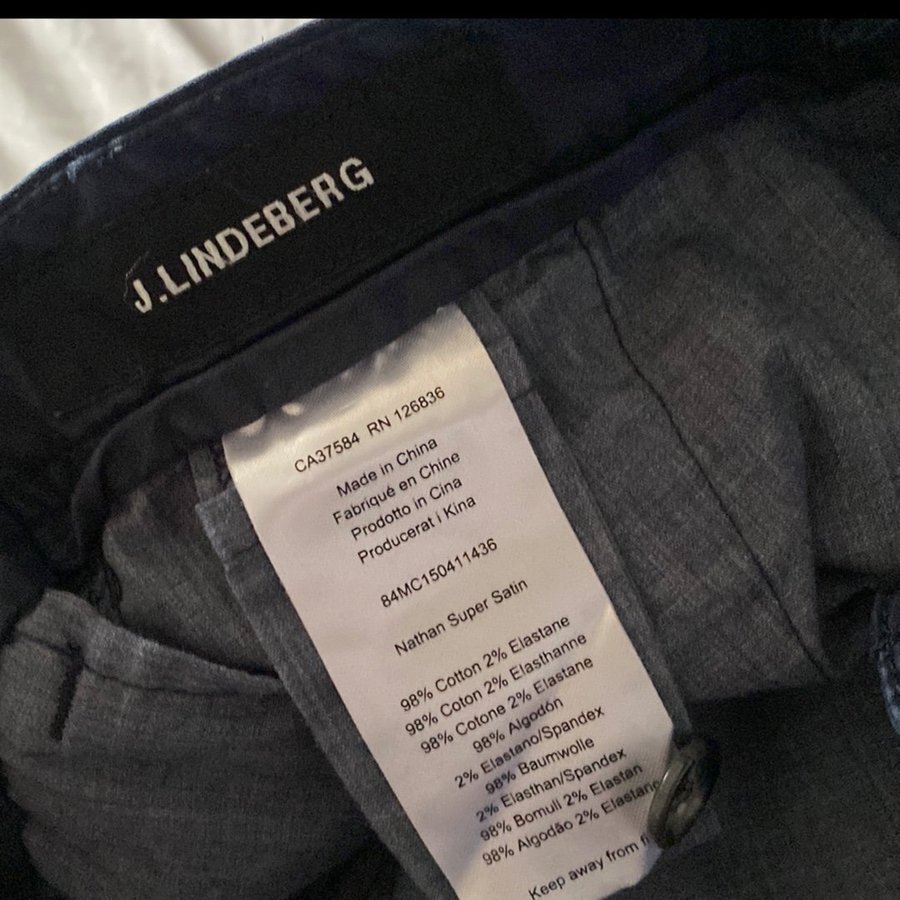 J.LINDEBERG
CA37584 RN 126836
Made in China
Fabriqué en Chine
Prodotto in Cina
Producerat i Kina
84MC150411436
Nathan Super Satin
98% Cotton 2% Elastane
98% Coton 2% Elasthanne
98% Cotone 2% Elastane
98% Algodón
2% Elastano/Spandex
98% Baumwolle
2% Elasthan/Spandex
98% Bomull 2% Elastan
98% Algodão 2% Elastano
Keep away from